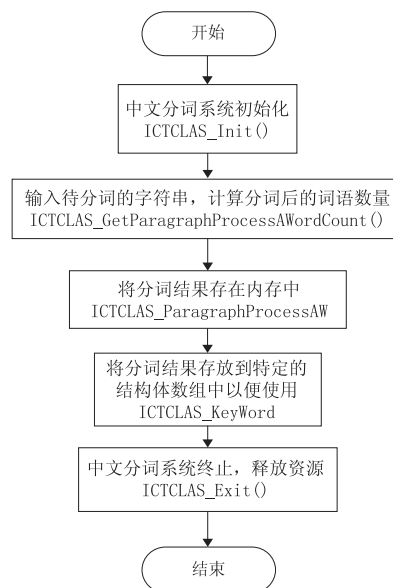 开始
中文分词系统初始化
ICTCLAS_Init()
输入待分词的字符串，计算分词后的词语数量
ICTCLAS_GetParagraphProcessAWordCount()
将分词结果存在内存中
ICTCLAS_ParagraphProcessAW
将分词结果存放到特定的
结构体数组中以便使用
ICTCLAS_KeyWord
中文分词系统终止，释放资源
ICTCLAS_Exit()
结束